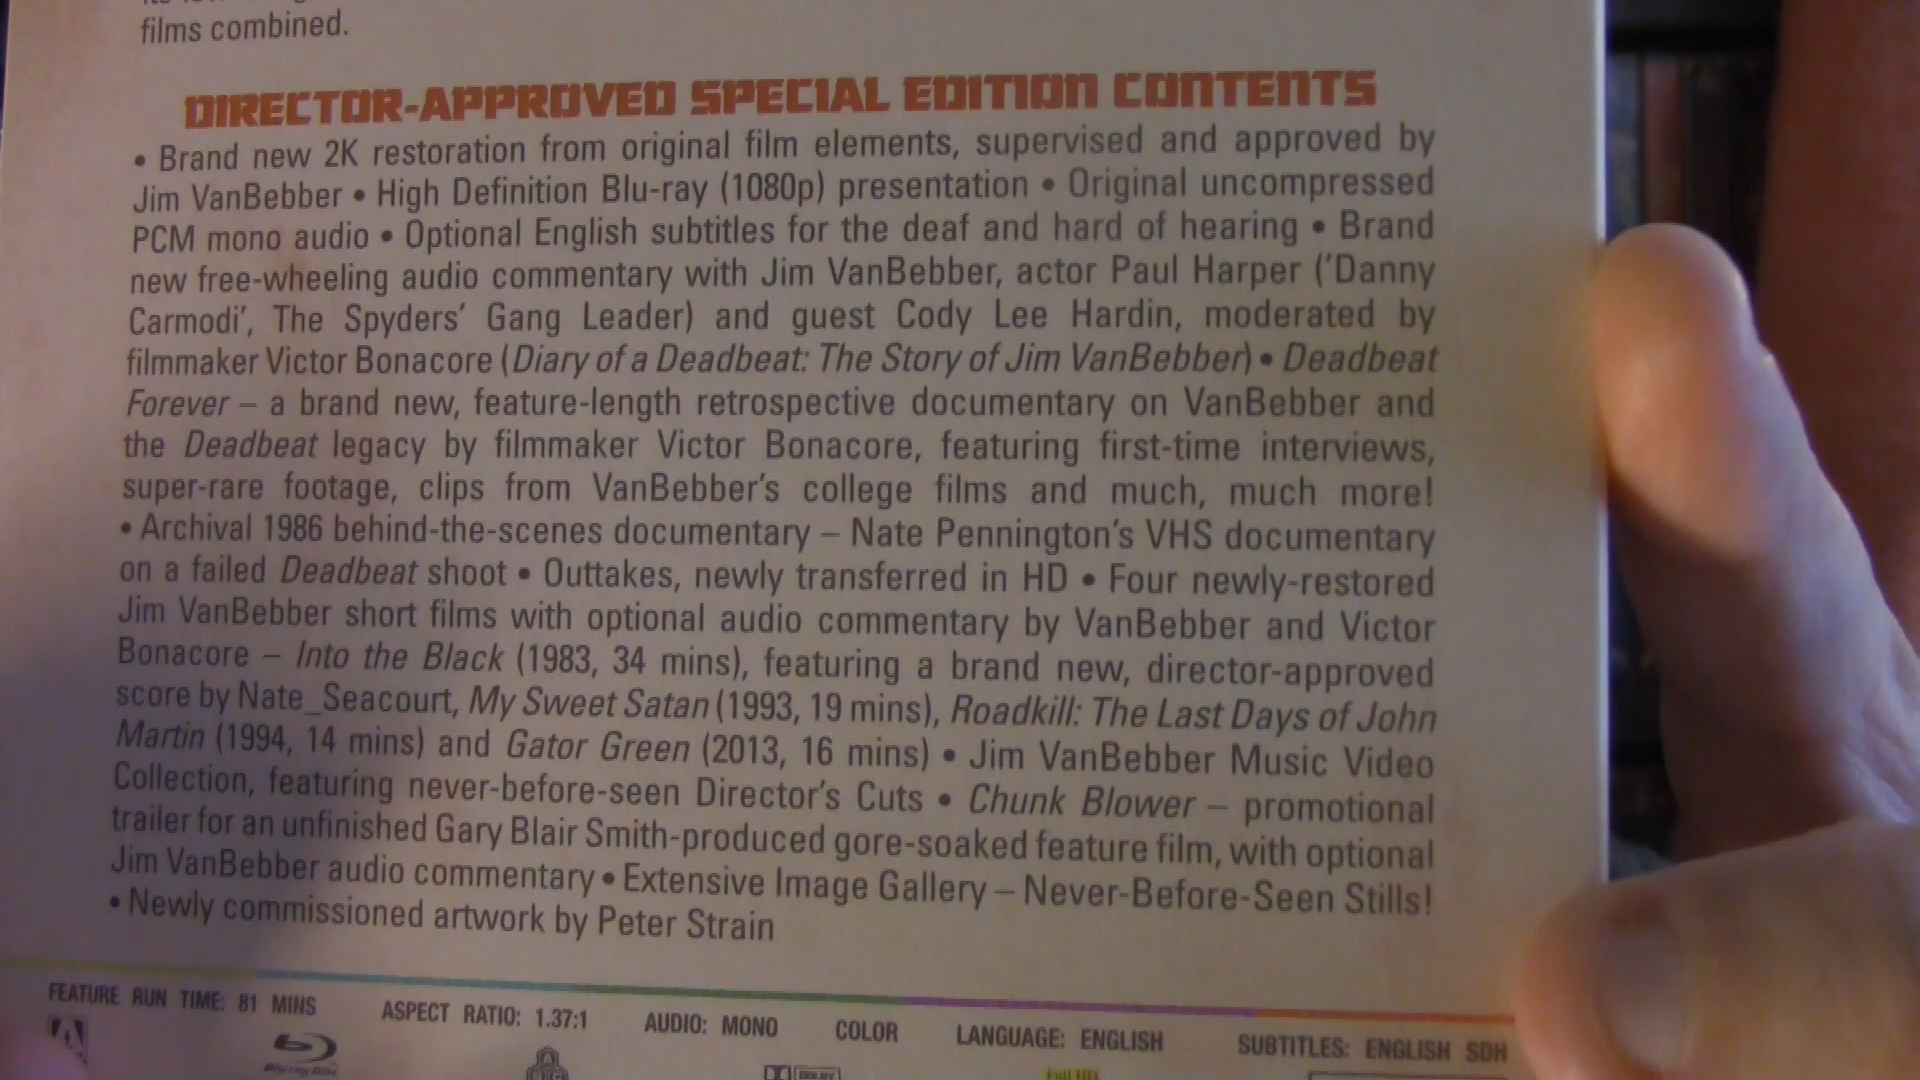 films combined.
DIRECTOR-APPROVED SPECIAL EDITION CONTENTS
• Brand new 2K restoration from original film elements, supervised and approved by
Jim VanBebber • High Definition Blu-ray (1080p) presentation • Original uncompressed
PCM mono audio • Optional English subtitles for the deaf and hard of hearing • Brand
new free-wheeling audio commentary with Jim VanBebber, actor Paul Harper ('Danny
Carmodi', The Spyders' Gang Leader) and guest Cody Lee Hardin, moderated by
filmmaker Victor Bonacore (Diary of a Deadbeat: The Story of Jim VanBebber) • Deadbeat
Forever – a brand new, feature-length retrospective documentary on VanBebber and
the Deadbeat legacy by filmmaker Victor Bonacore, featuring first-time interviews,
super-rare footage, clips from VanBebber's college films and much, much more!
• Archival 1986 behind-the-scenes documentary – Nate Pennington's VHS documentary
on a failed Deadbeat shoot • Outtakes, newly transferred in HD • Four newly-restored
Jim VanBebber short films with optional audio commentary by VanBebber and Victor
Bonacore – Into the Black (1983, 34 mins), featuring a brand new, director-approved
score by Nate_Seacourt, My Sweet Satan (1993, 19 mins), Roadkill: The Last Days of John
Martin (1994, 14 mins) and Gator Green (2013, 16 mins) • Jim VanBebber Music Video
Collection, featuring never-before-seen Director's Cuts • Chunk Blower – promotional
trailer for an unfinished Gary Blair Smith-produced gore-soaked feature film, with optional
Jim VanBebber audio commentary • Extensive Image Gallery – Never-Before-Seen Stills!
• Newly commissioned artwork by Peter Strain
FEATURE RUN TIME: 81 MINS ASPECT RATIO: 1.37:1 AUDIO: MONO COLOR LANGUAGE: ENGLISH SUBTITLES: ENGLISH SDH
Blu-ray Disc